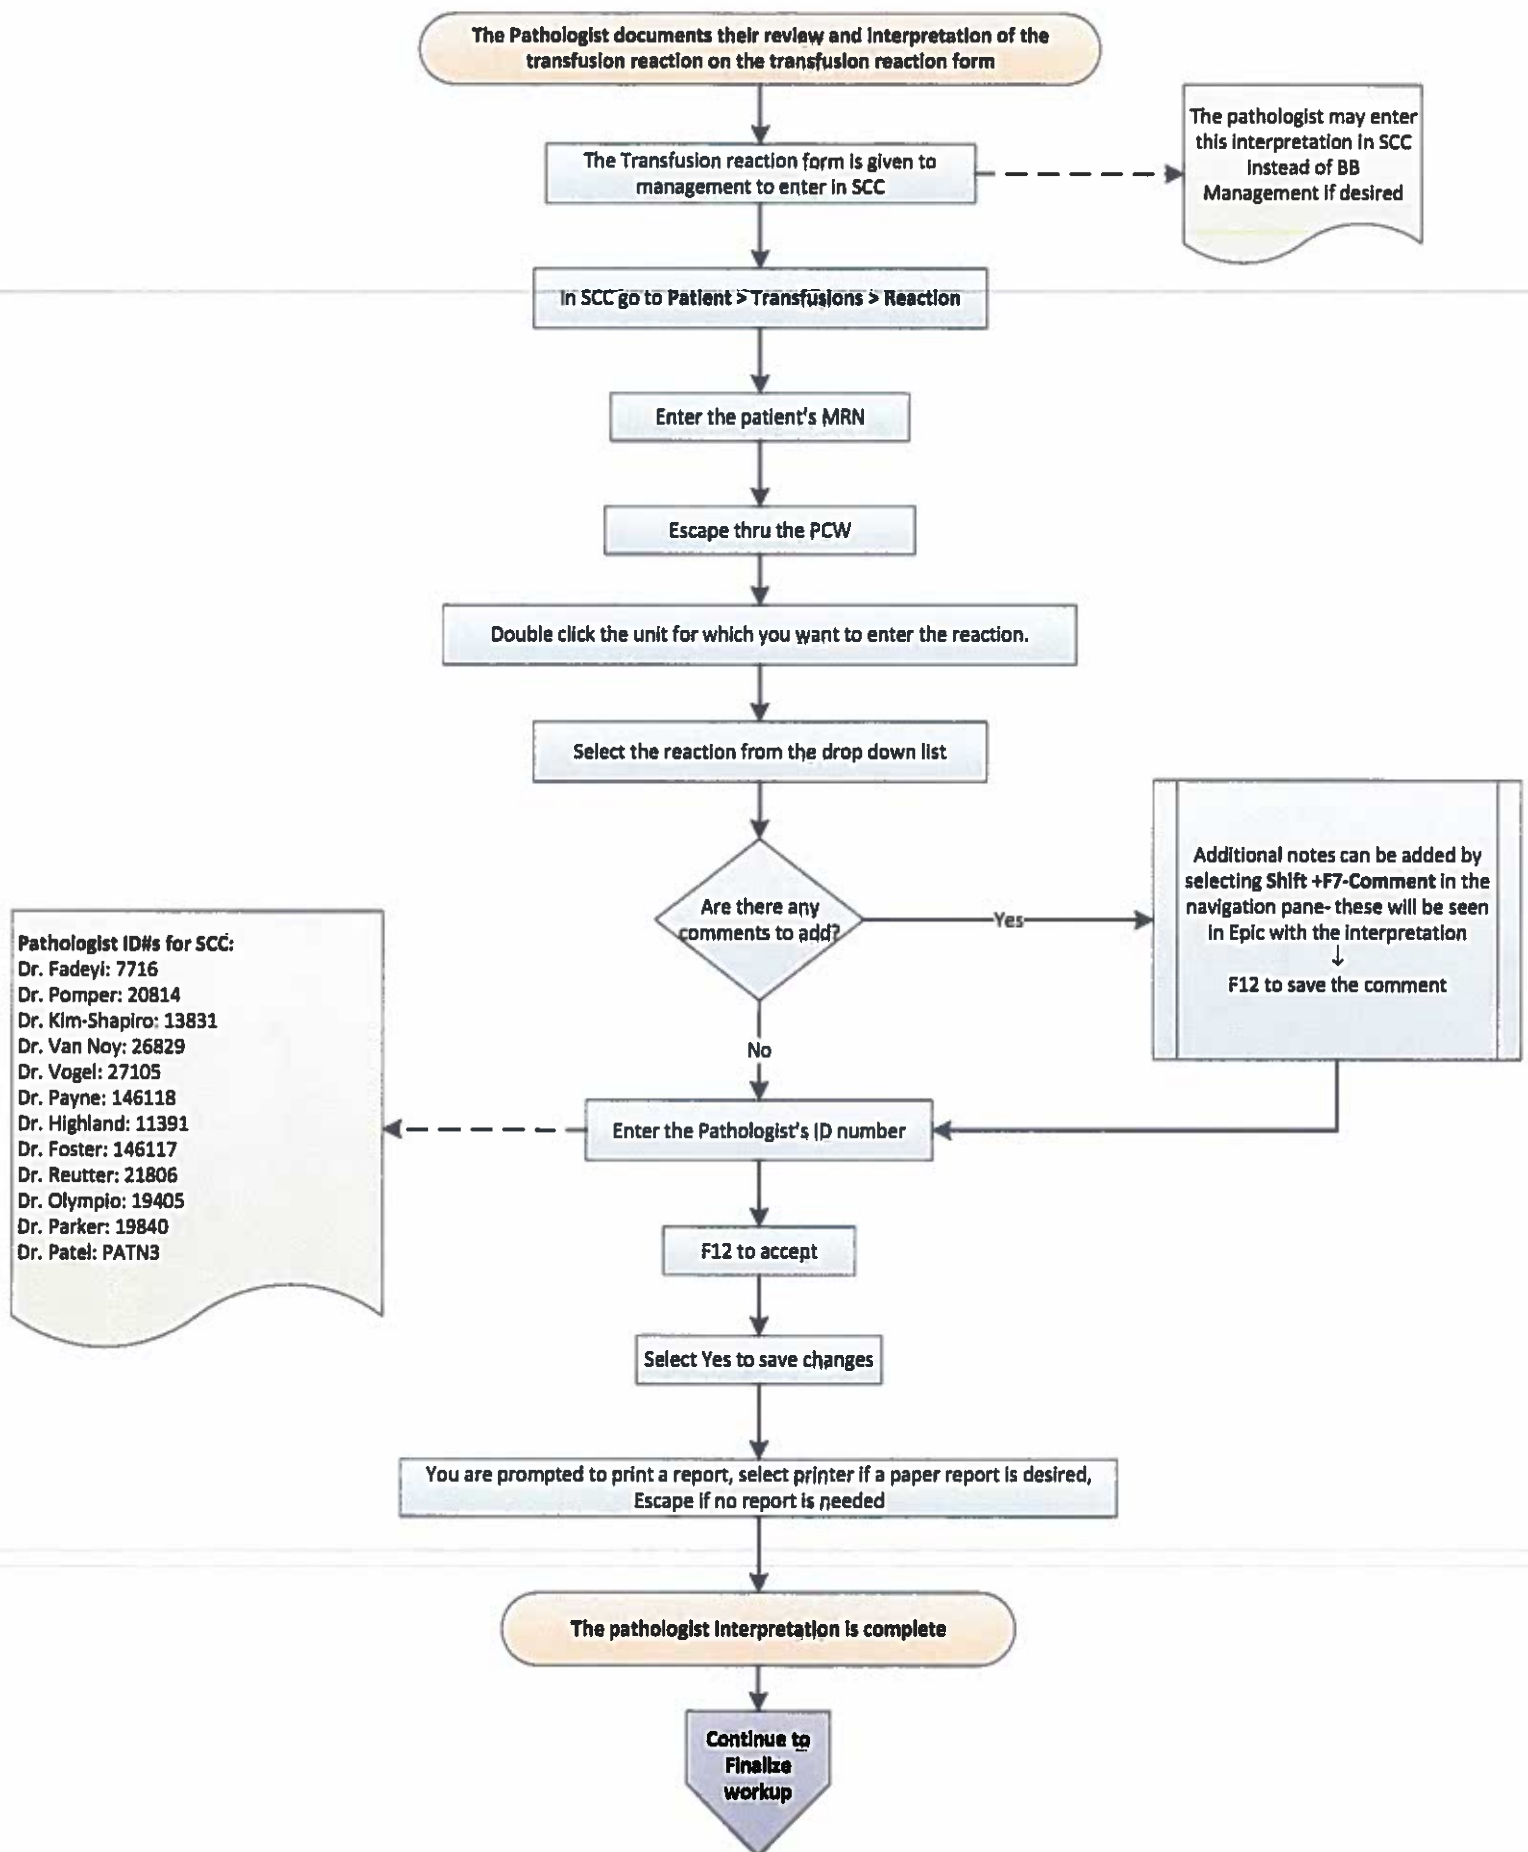 The Pathologist documents their review and interpretation of the
transfusion reaction on the transfusion reaction form
The Transfusion reaction form is given to
management to enter in SCC
The pathologist may enter
this interpretation in SCC
instead of BB
Management if desired
In SCC go to Patient > Transfusions > Reaction
Enter the patient's MRN
Escape thru the PCW
Double click the unit for which you want to enter the reaction.
Select the reaction from the drop down list
Are there any
comments to add?
Yes
Additional notes can be added by
selecting Shift +F7-Comment in the
navigation pane- these will be seen
in Epic with the interpretation
↓
F12 to save the comment
No
Pathologist ID#s for SCC:
Dr. Fadeyi: 7716
Dr. Pomper: 20814
Dr. Kim-Shapiro: 13831
Dr. Van Noy: 26829
Dr. Vogel: 27105
Dr. Payne: 146118
Dr. Highland: 11391
Dr. Foster: 146117
Dr. Reutter: 21806
Dr. Olympio: 19405
Dr. Parker: 19840
Dr. Patel: PATN3
Enter the Pathologist's ID number
F12 to accept
Select Yes to save changes
You are prompted to print a report, select printer if a paper report is desired,
Escape if no report is needed
The pathologist Interpretation is complete
Continue to
Finalize
workup